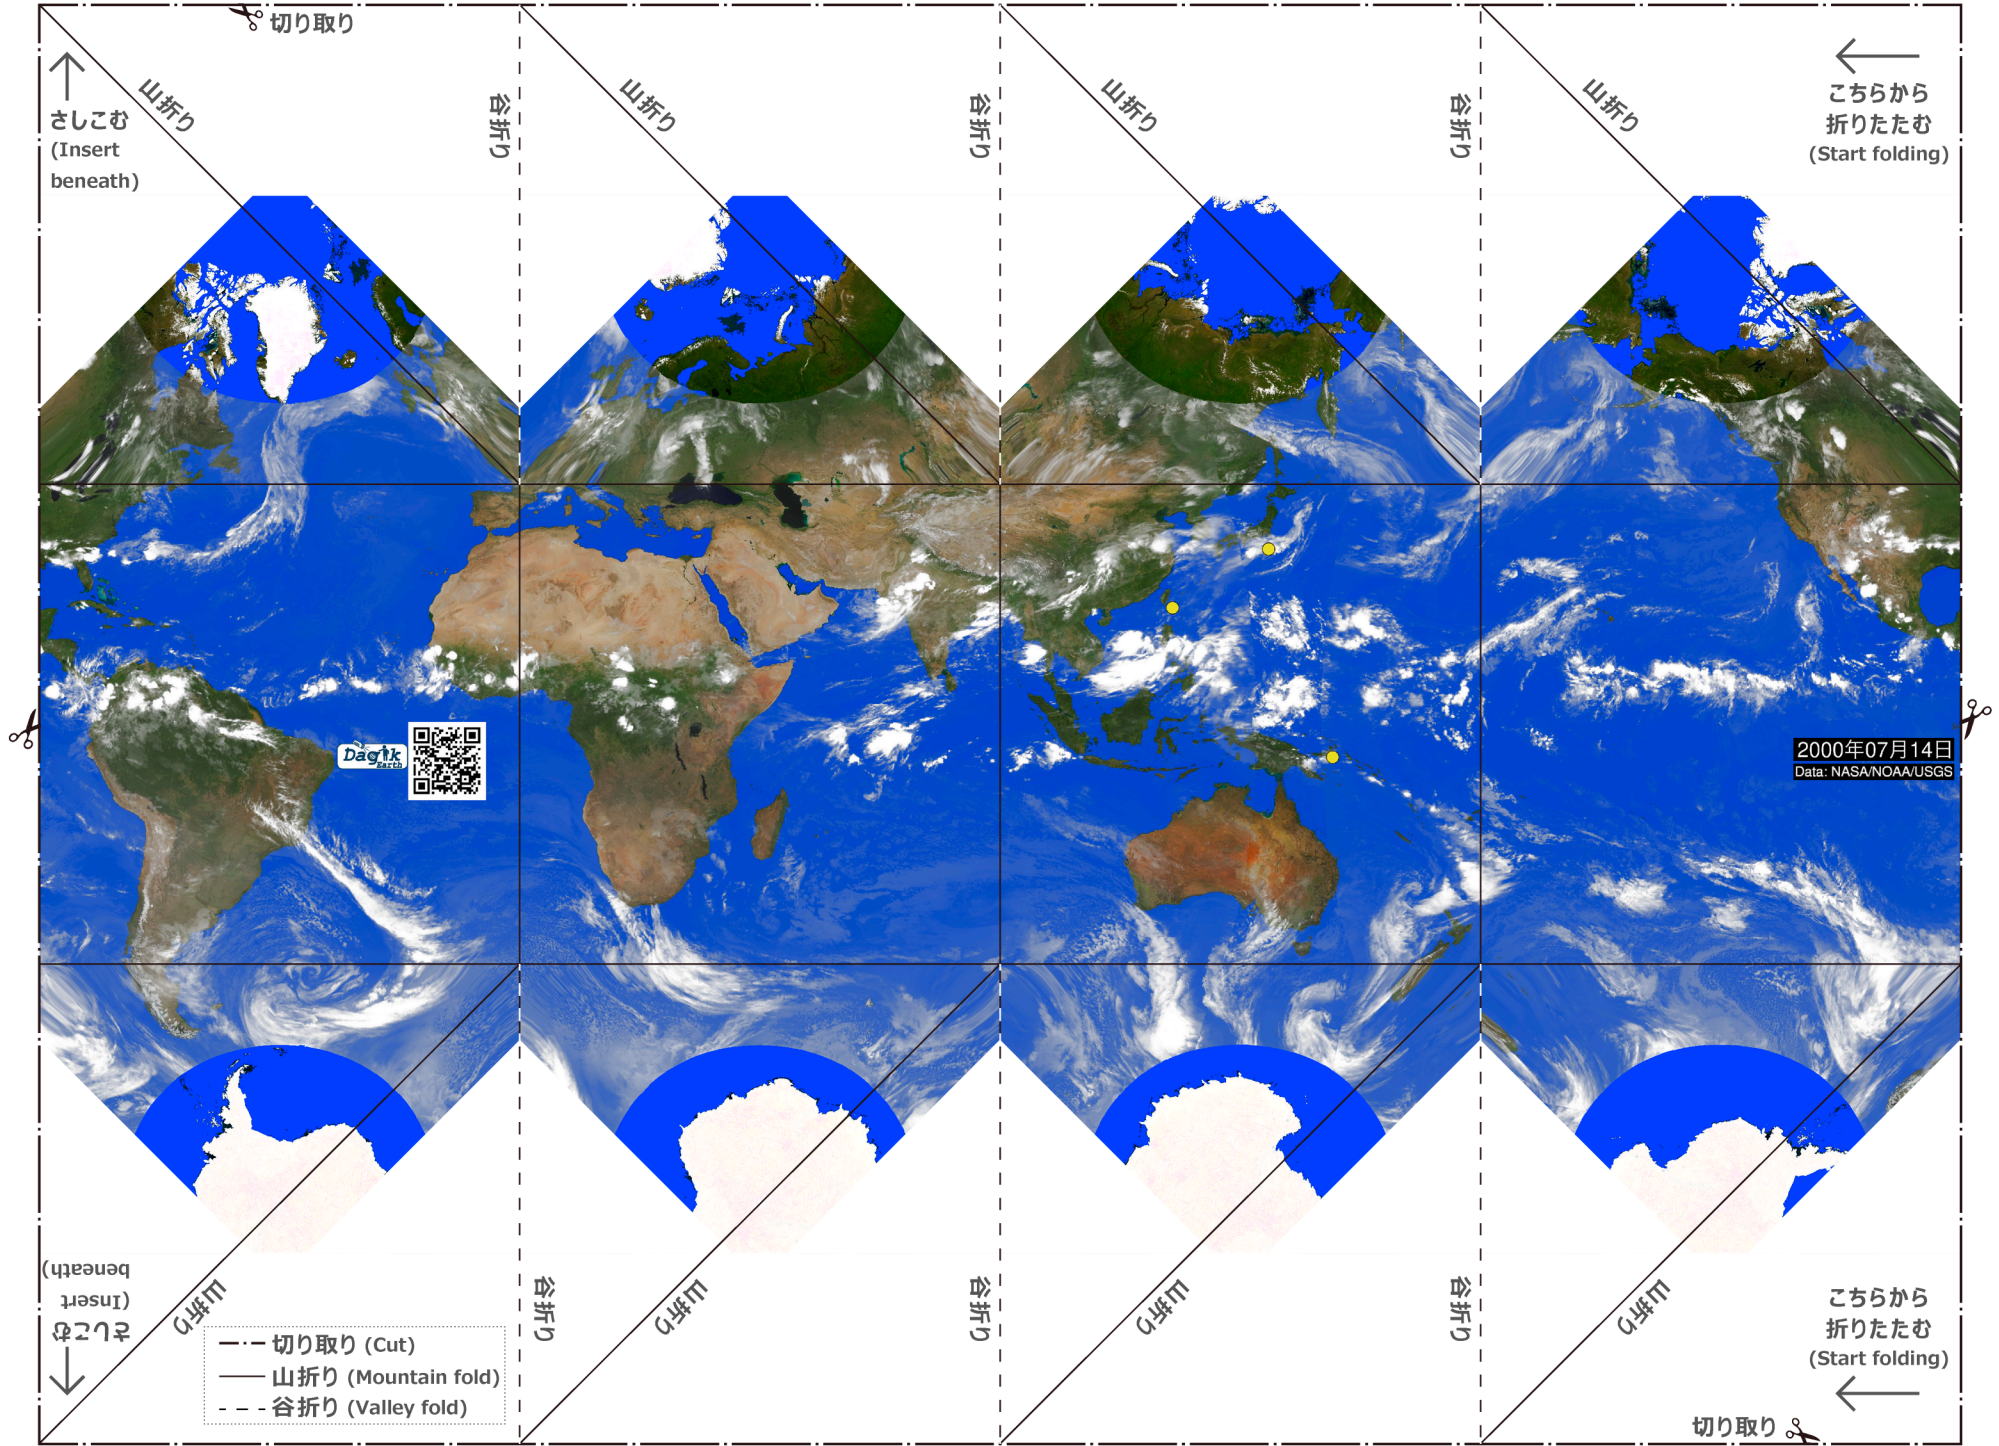 切り取り
さしこむ
(Insert
beneath)
山折り
谷折り
山折り
谷折り
山折り
谷折り
山折り
こちらから
折りたたむ
(Start folding)
Dagik
Earth
2000年07月14日
Data: NASA/NOAA/USGS
さしこむ
(Insert
beneath)
山折り
谷折り
山折り
谷折り
山折り
谷折り
山折り
こちらから
折りたたむ
(Start folding)
切り取り (Cut)
山折り (Mountain fold)
谷折り (Valley fold)
切り取り